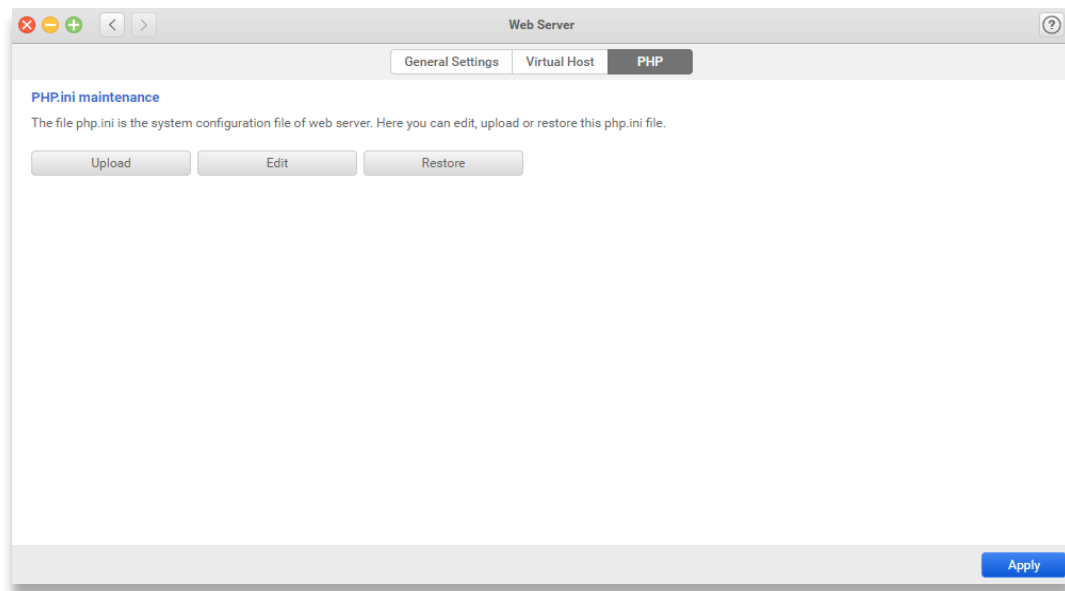 Web Server
?
General Settings
Virtual Host
PHP
PHP.ini maintenance
The file php.ini is the system configuration file of web server. Here you can edit, upload or restore this php.ini file.
Upload
Edit
Restore
Apply